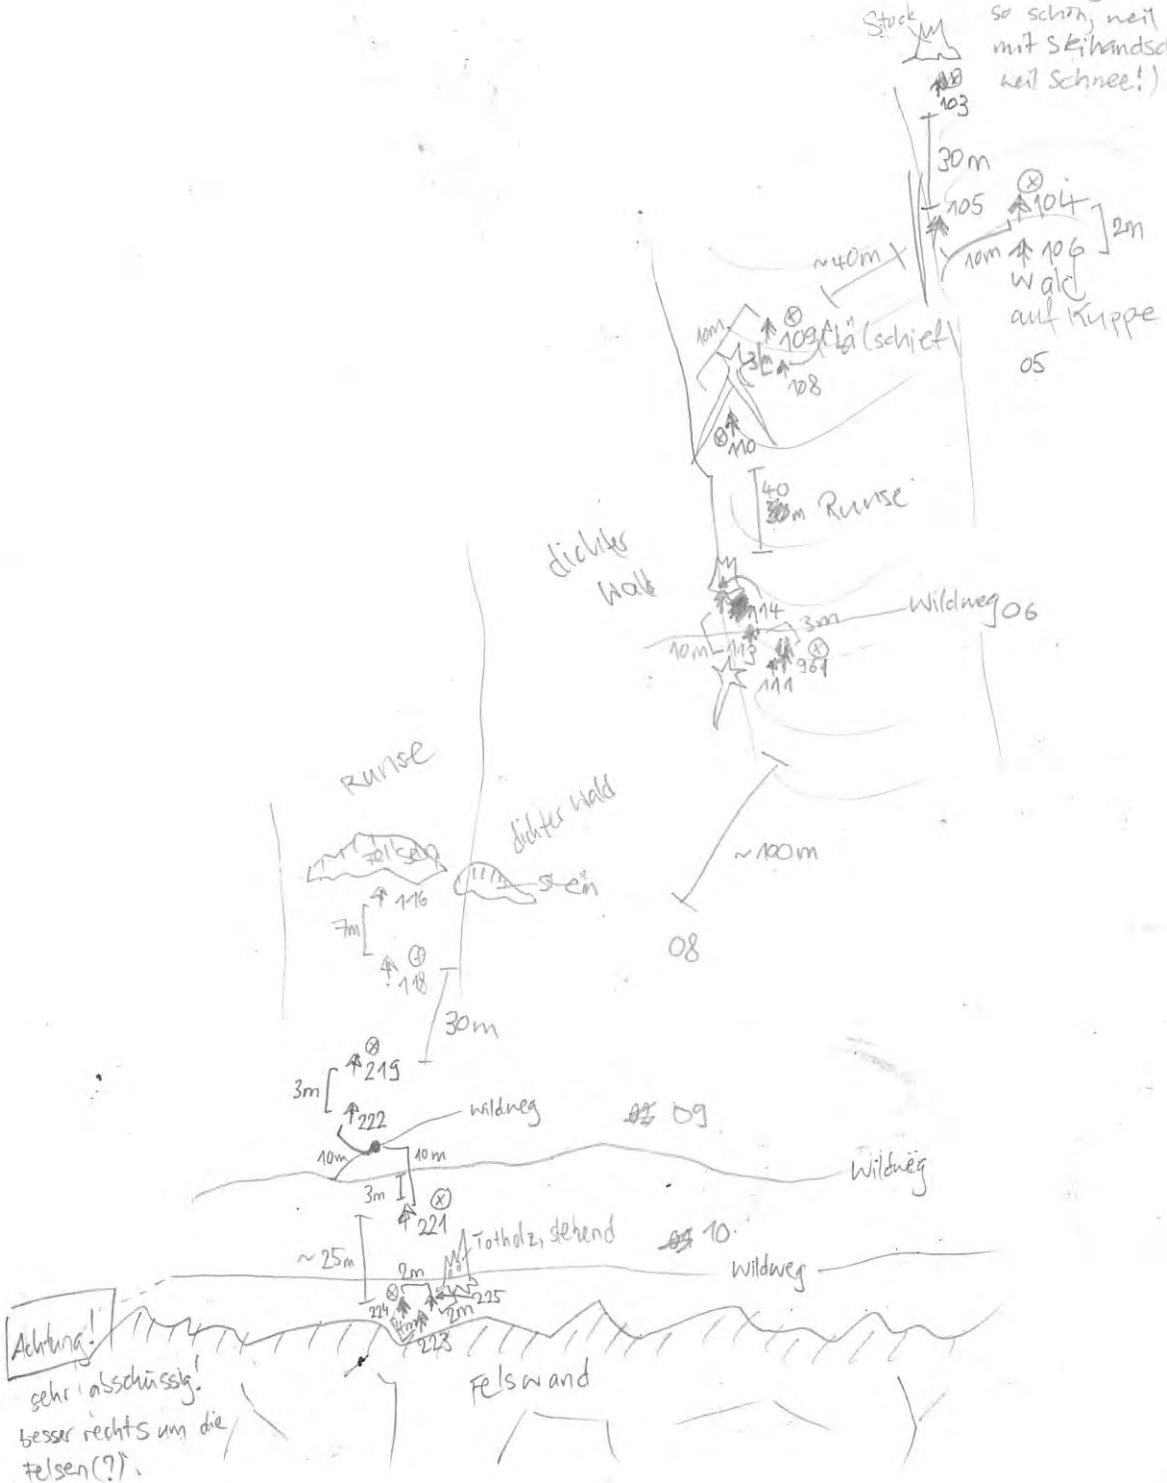 so schön, weil
mit Skihandsc
weil Schnee!)
Stock
103
30m
105
104
2m
10m
106
Wald
auf Kuppe
05
~40m
10m
109
Lä (schief)
3m
108
110
40
m Runse
dichter
Wald
114
Wildweg 06
3m
10m
113
961
111
Runse
dichter Wald
Felsen
Stein
116
7m
118
~100m
08
30m
219
3m
222
Wildweg
09
10m
10m
Wildweg
3m
221
Totholz, stehend
10
~25m
2m
Wildweg
224
225
2m
4m
223
Achtung!
sehr abschüssig!
besser rechts um die
Felsen (?).
Felswand